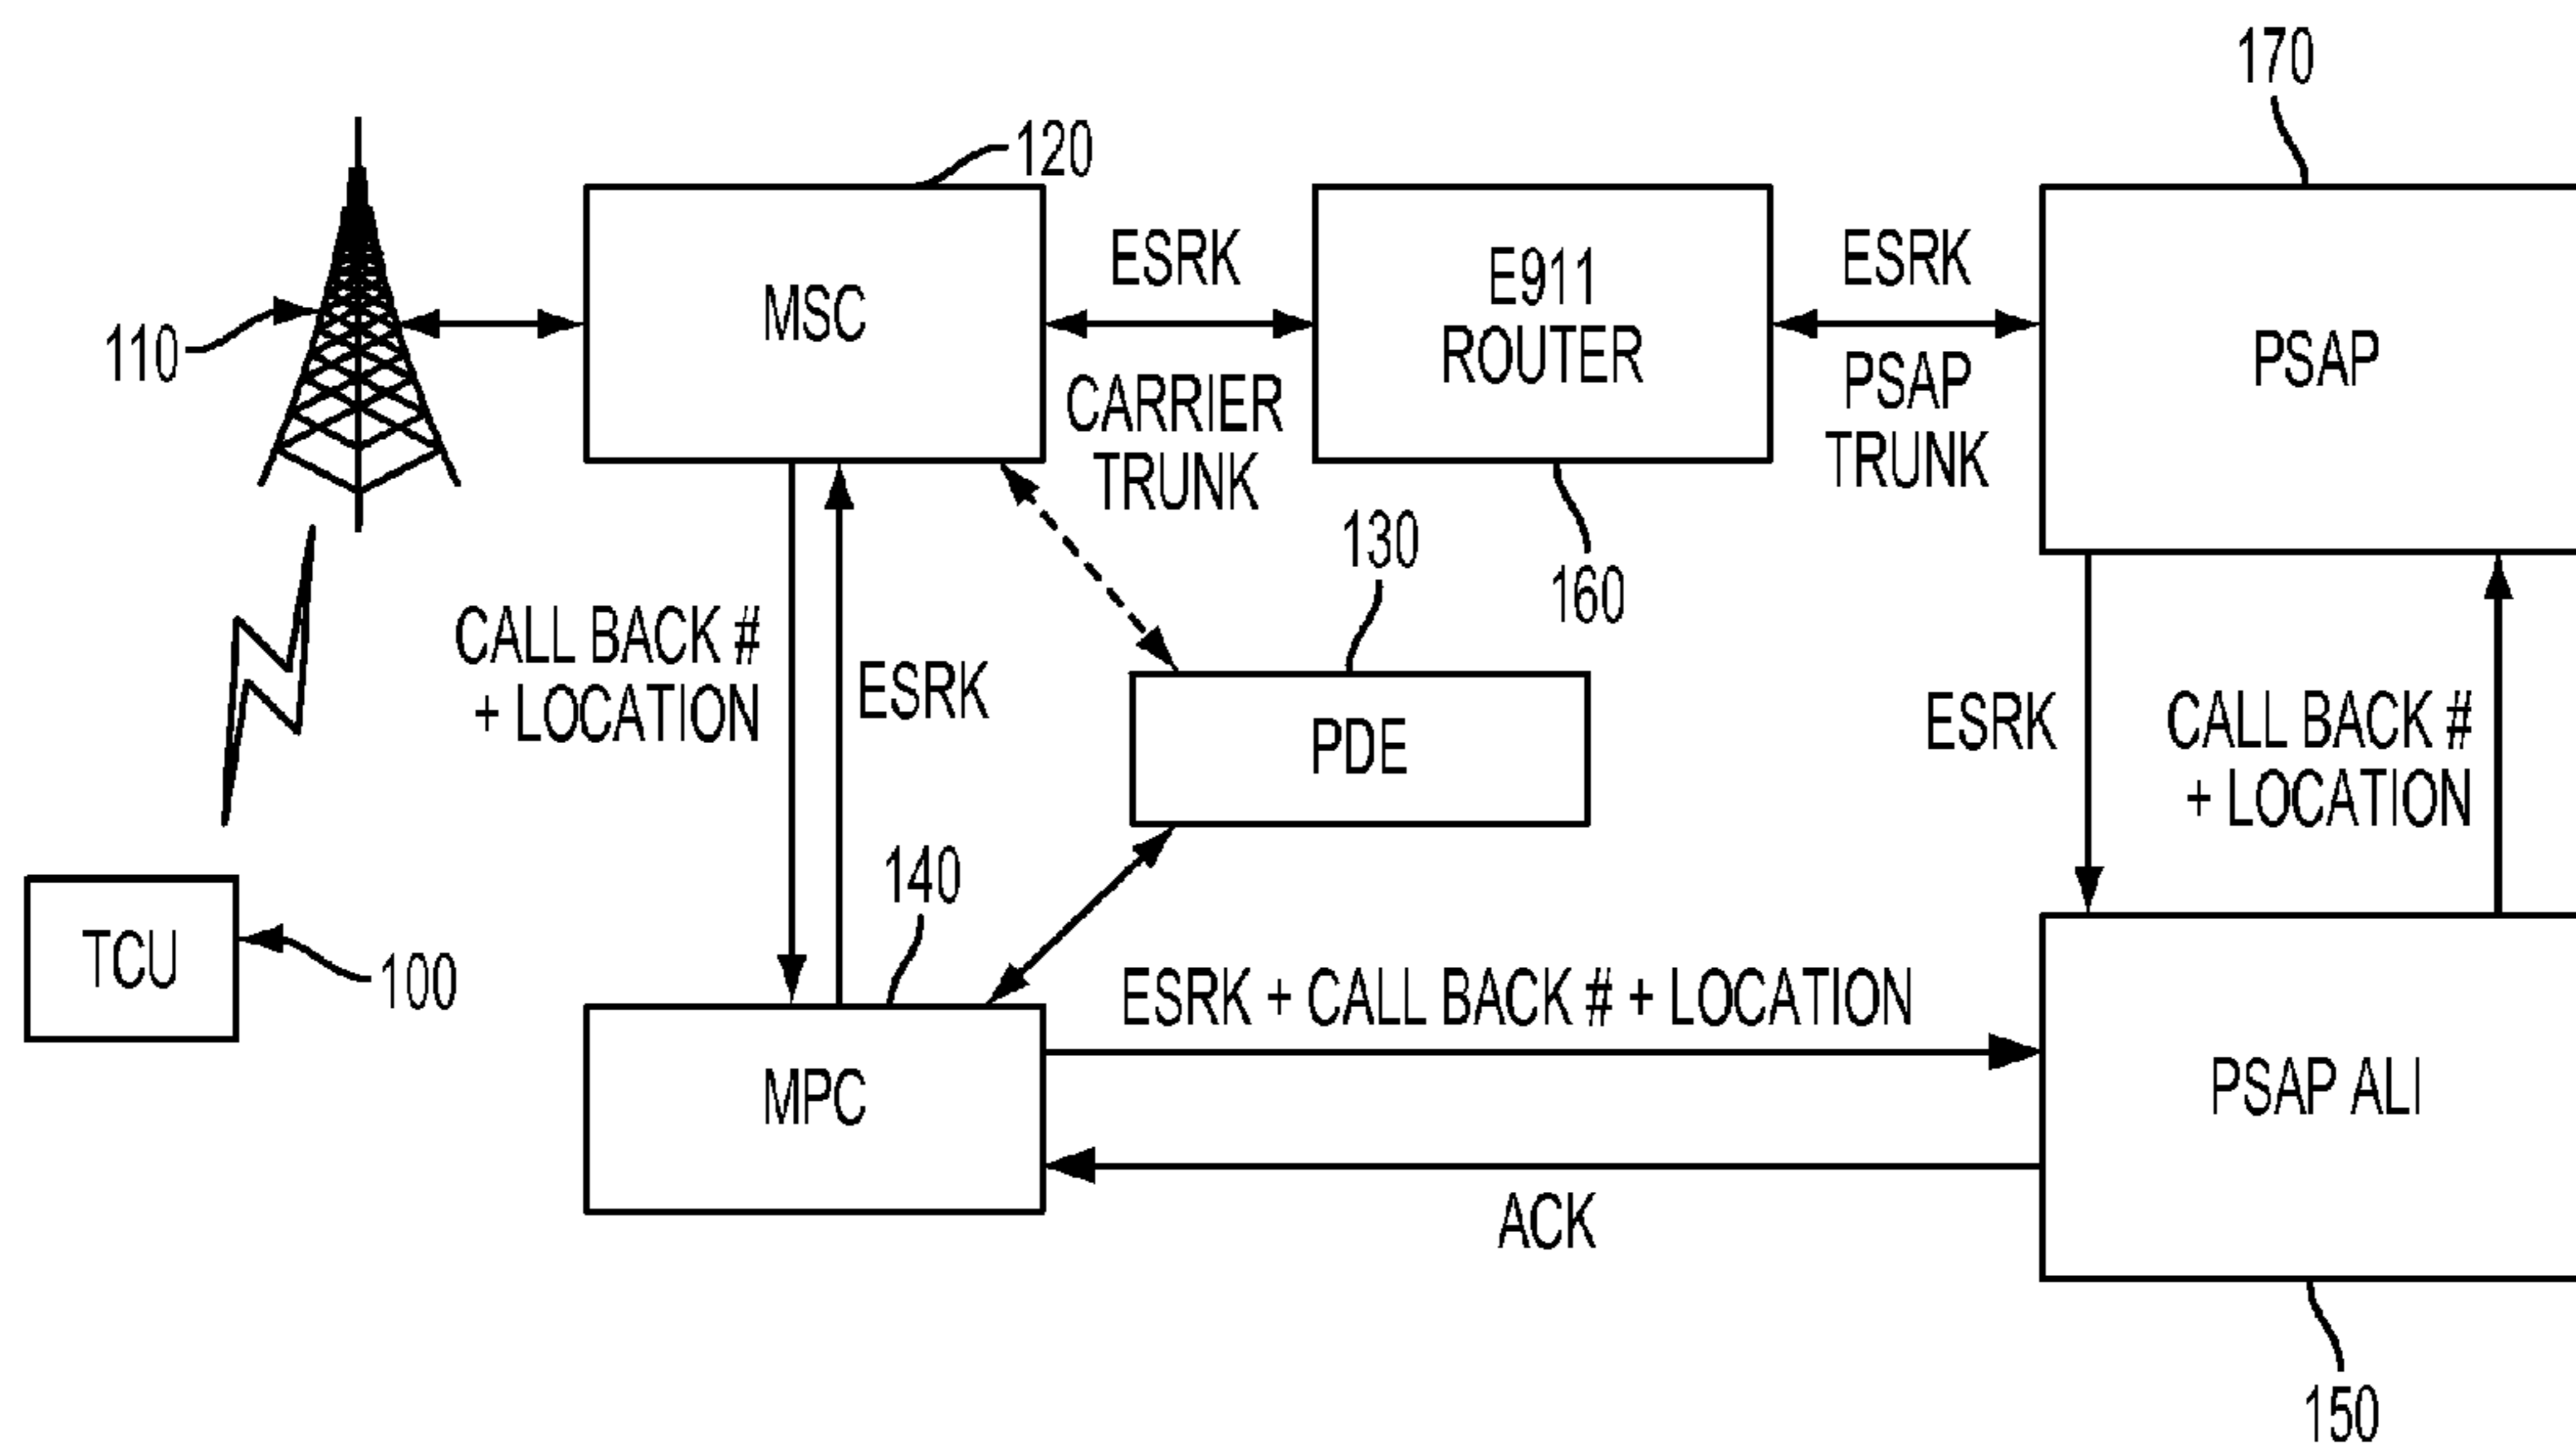 170
120
ESRK
ESRK
MSC
E911
ROUTER
PSAP
110
CARRIER
TRUNK
PSAP
TRUNK
130
160
CALL BACK #
+ LOCATION
ESRK
PDE
ESRK
CALL BACK #
+ LOCATION
140
TCU
100
ESRK + CALL BACK # + LOCATION
MPC
PSAP ALI
ACK
150